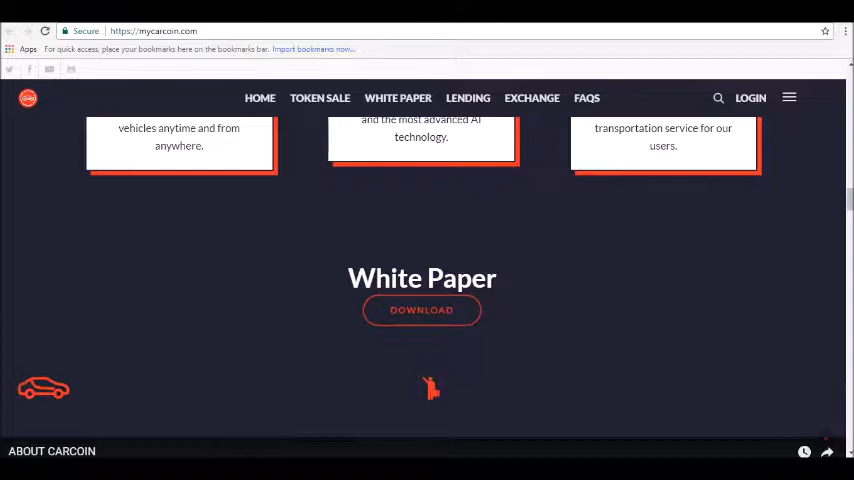 Secure https://mycarcoin.com
Apps For quick access, place your bookmarks here on the bookmarks bar. Import bookmarks now...
HOME TOKEN SALE WHITE PAPER LENDING EXCHANGE FAQS LOGIN
vehicles anytime and from
anywhere.
and the most advanced AI
technology.
transportation service for our
users.
White Paper
DOWNLOAD
ABOUT CARCOIN